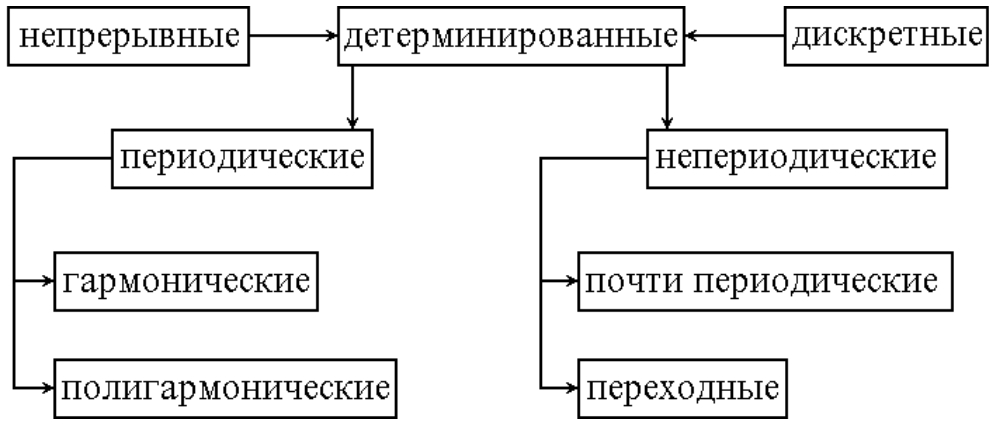 непрерывные
детерминированные
дискретные
периодические
непериодические
гармонические
почти периодические
полигармонические
переходные